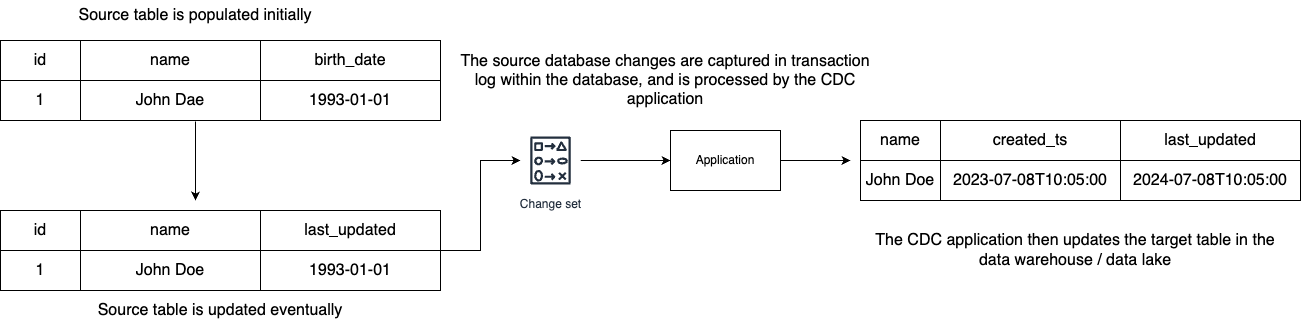 Source table is populated initially
id name birth_date
1 John Dae 1993-01-01
The source database changes are captured in transaction
log within the database, and is processed by the CDC
application
Change set
Application
name created_ts last_updated
John Doe 2023-07-08T10:05:00 2024-07-08T10:05:00
The CDC application then updates the target table in the
data warehouse / data lake
id name last_updated
1 John Doe 1993-01-01
Source table is updated eventually